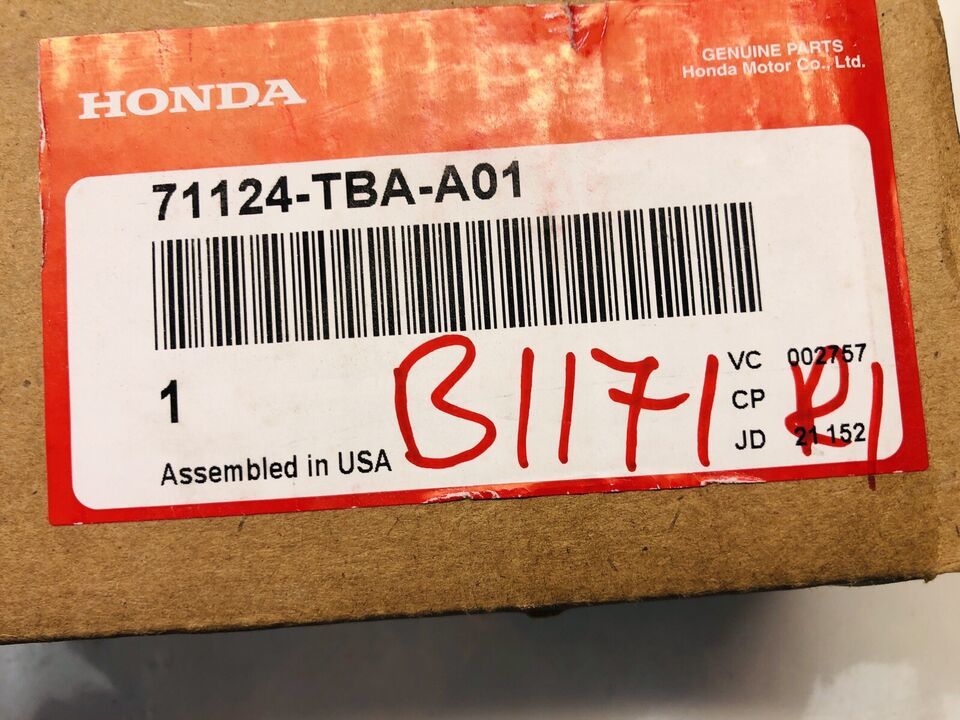 HONDA
GENUINE PARTS
Honda Motor Co., Ltd.
71124-TBA-A01
1
B1171 R1
VC 002757
CP
JD 21 152
Assembled in USA